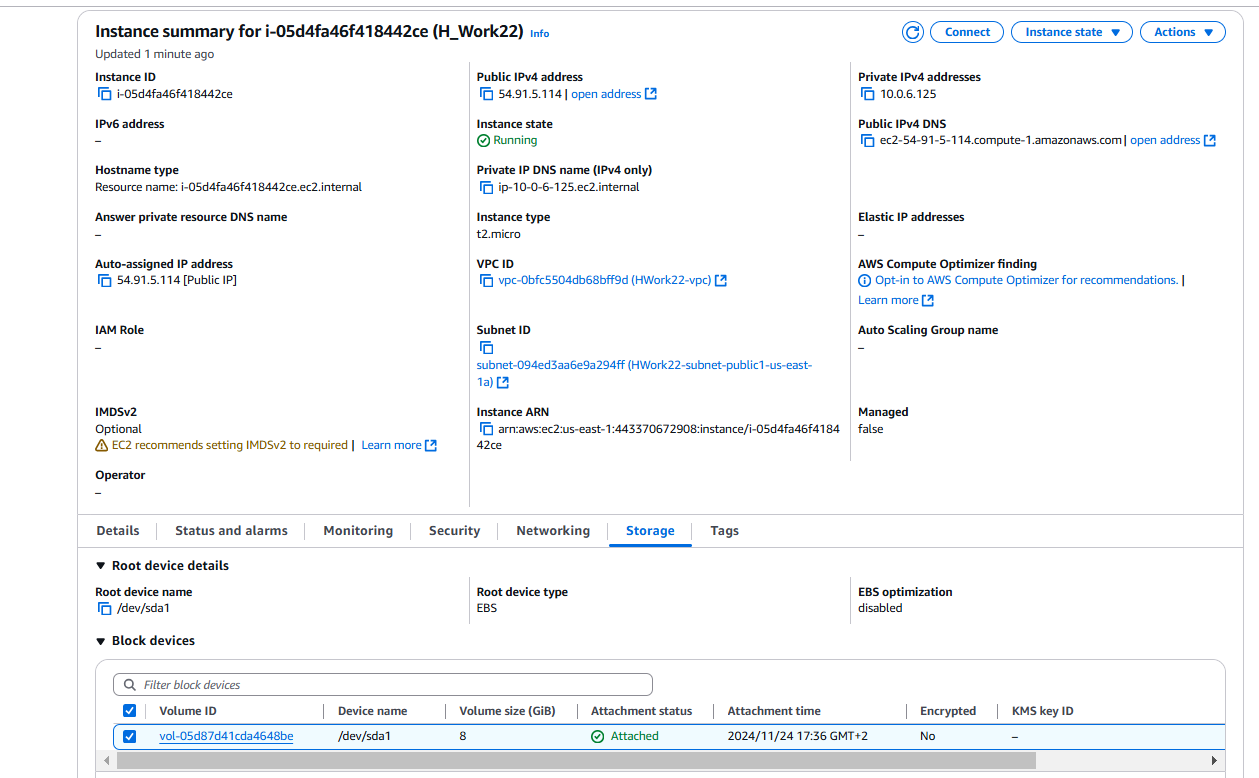 Instance summary for i-05d4fa46f418442ce (H_Work22) Info
Connect
Instance state
Actions
Updated 1 minute ago
Instance ID
i-05d4fa46f418442ce
Public IPv4 address
54.91.5.114 | open address
Private IPv4 addresses
10.0.6.125
IPv6 address
–
Instance state
Running
Public IPv4 DNS
ec2-54-91-5-114.compute-1.amazonaws.com | open address
Hostname type
Resource name: i-05d4fa46f418442ce.ec2.internal
Private IP DNS name (IPv4 only)
ip-10-0-6-125.ec2.internal
Answer private resource DNS name
–
Instance type
t2.micro
Elastic IP addresses
–
Auto-assigned IP address
54.91.5.114 [Public IP]
VPC ID
vpc-0bfc5504db68bff9d (HWork22-vpc)
AWS Compute Optimizer finding
Opt-in to AWS Compute Optimizer for recommendations. |
Learn more
IAM Role
–
Subnet ID
subnet-094ed3aa6e9a294ff (HWork22-subnet-public1-us-east-
1a)
Auto Scaling Group name
–
IMDSv2
Optional
EC2 recommends setting IMDSv2 to required | Learn more
Instance ARN
arn:aws:ec2:us-east-1:443370672908:instance/i-05d4fa46f4184
42ce
Managed
false
Operator
–
Details
Status and alarms
Monitoring
Security
Networking
Storage
Tags
Root device details
Root device name
/dev/sda1
Root device type
EBS
EBS optimization
disabled
Block devices
Filter block devices
Volume ID
Device name
Volume size (GiB)
Attachment status
Attachment time
Encrypted
KMS key ID
vol-05d87d41cda4648be
/dev/sda1
8
Attached
2024/11/24 17:36 GMT+2
No
–